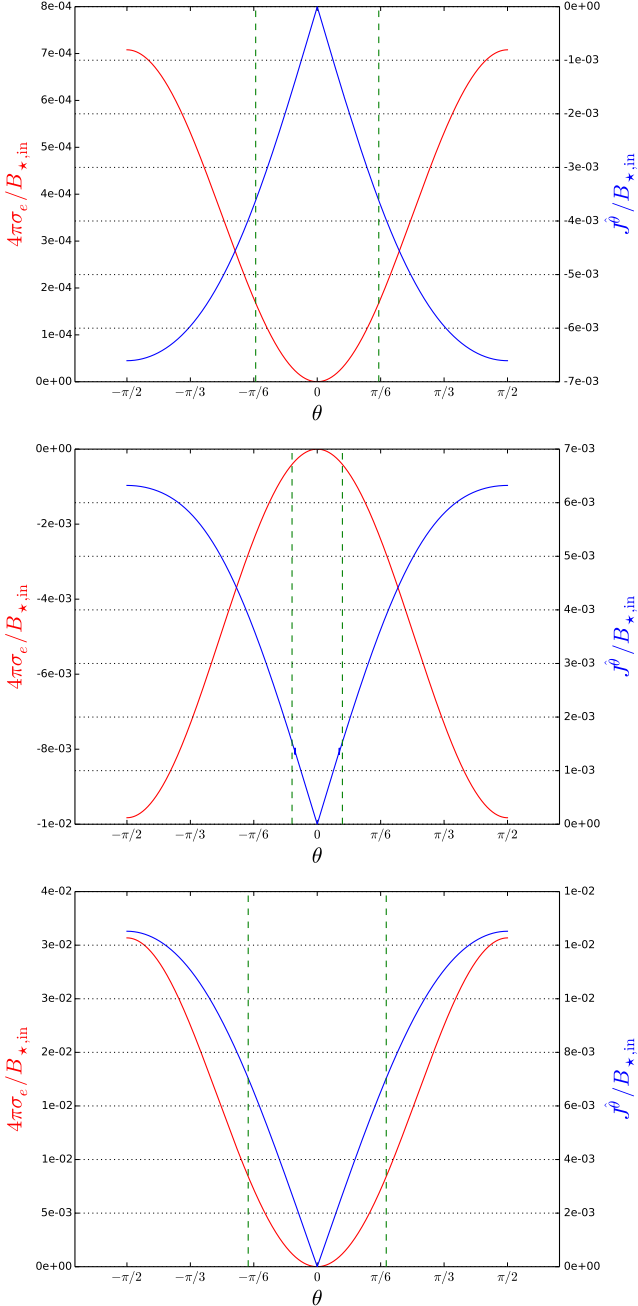 8e-04
7e-04
6e-04
5e-04
4e-04
3e-04
2e-04
1e-04
0e+00
4πσ_e/B_{⋆,in}
0e+00
-1e-03
-2e-03
-3e-03
-4e-03
-5e-03
-6e-03
-7e-03
Ĵ^θ/B_{⋆,in}
−π/2 −π/3 −π/6 0 π/6 π/3 π/2
θ
0e+00
-2e-03
-4e-03
-6e-03
-8e-03
-1e-02
4πσ_e/B_{⋆,in}
7e-03
6e-03
5e-03
4e-03
3e-03
2e-03
1e-03
0e+00
Ĵ^θ/B_{⋆,in}
−π/2 −π/3 −π/6 0 π/6 π/3 π/2
θ
4e-02
3e-02
3e-02
2e-02
1e-02
1e-02
5e-03
0e+00
4πσ_e/B_{⋆,in}
1e-02
1e-02
1e-02
8e-03
6e-03
4e-03
2e-03
0e+00
Ĵ^θ/B_{⋆,in}
−π/2 −π/3 −π/6 0 π/6 π/3 π/2
θ